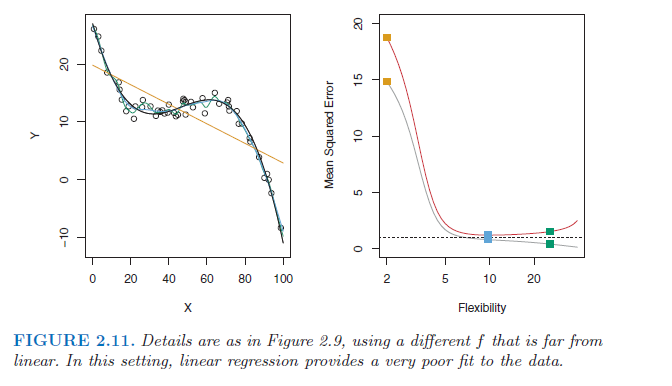 20
10
0
−10
Y
0 20 40 60 80 100
X
20
15
10
5
0
Mean Squared Error
2 5 10 20
Flexibility
FIGURE 2.11. Details are as in Figure 2.9, using a different f that is far from
linear. In this setting, linear regression provides a very poor fit to the data.